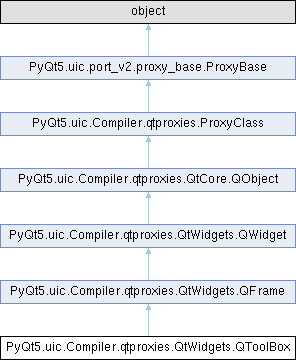 object
PyQt5.uic.port_v2.proxy_base.ProxyBase
PyQt5.uic.Compiler.qtproxies.ProxyClass
PyQt5.uic.Compiler.qtproxies.QtCore.QObject
PyQt5.uic.Compiler.qtproxies.QtWidgets.QWidget
PyQt5.uic.Compiler.qtproxies.QtWidgets.QFrame
PyQt5.uic.Compiler.qtproxies.QtWidgets.QToolBox